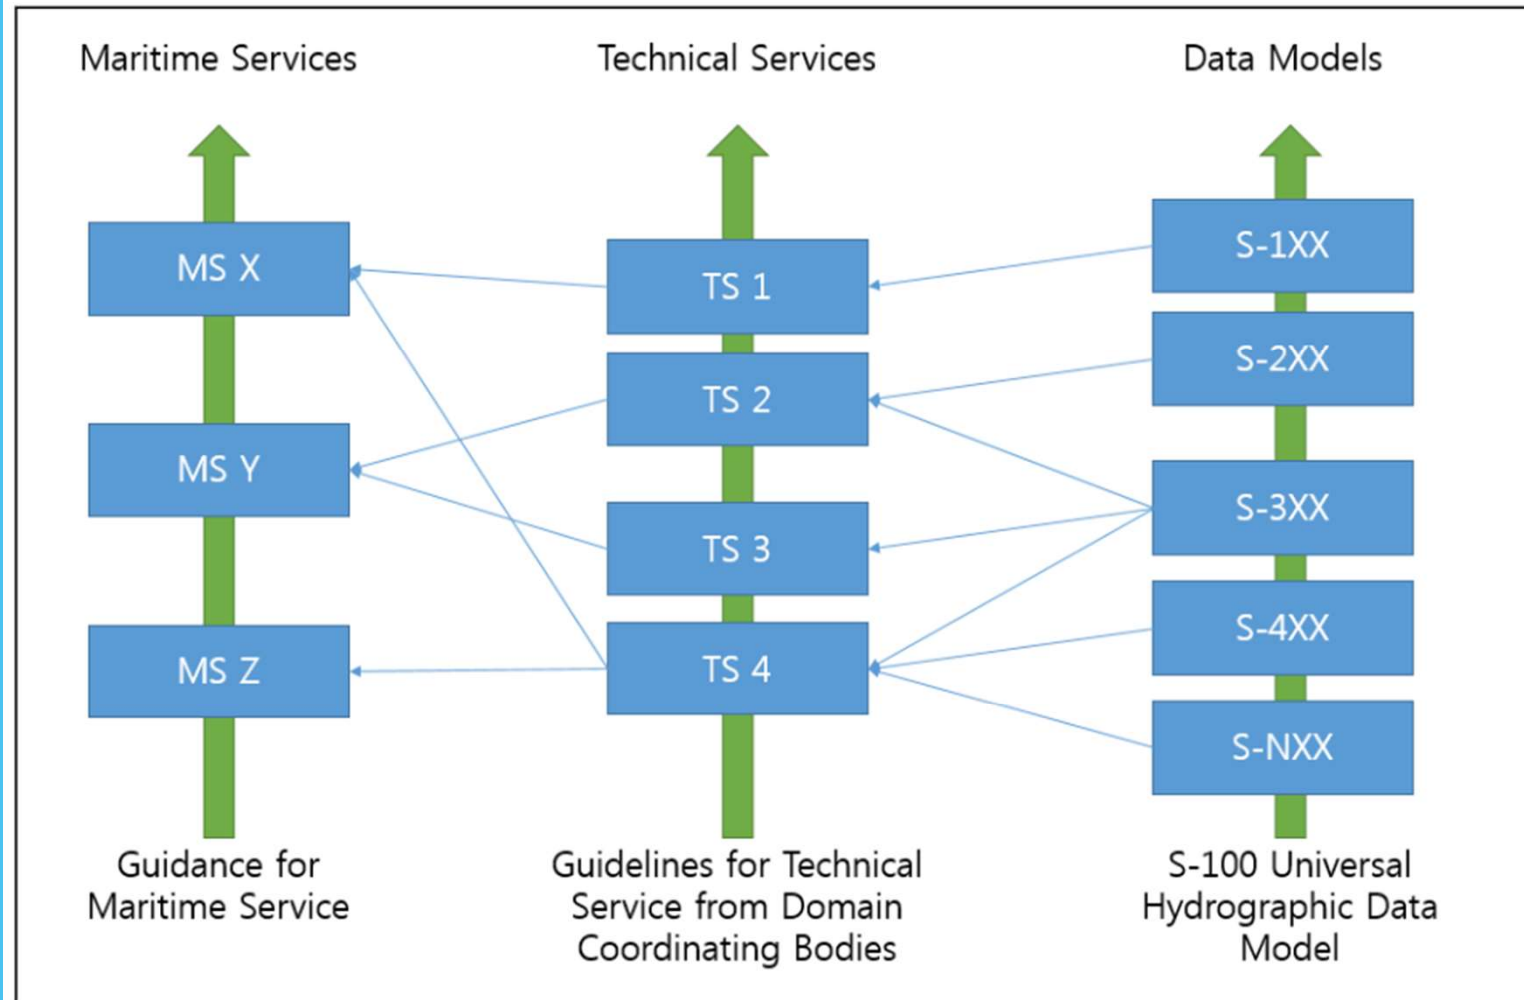 Maritime Services
Technical Services
Data Models
MS X
MS Y
MS Z
TS 1
TS 2
TS 3
TS 4
S-1XX
S-2XX
S-3XX
S-4XX
S-NXX
Guidance for
Maritime Service
Guidelines for Technical
Service from Domain
Coordinating Bodies
S-100 Universal
Hydrographic Data
Model